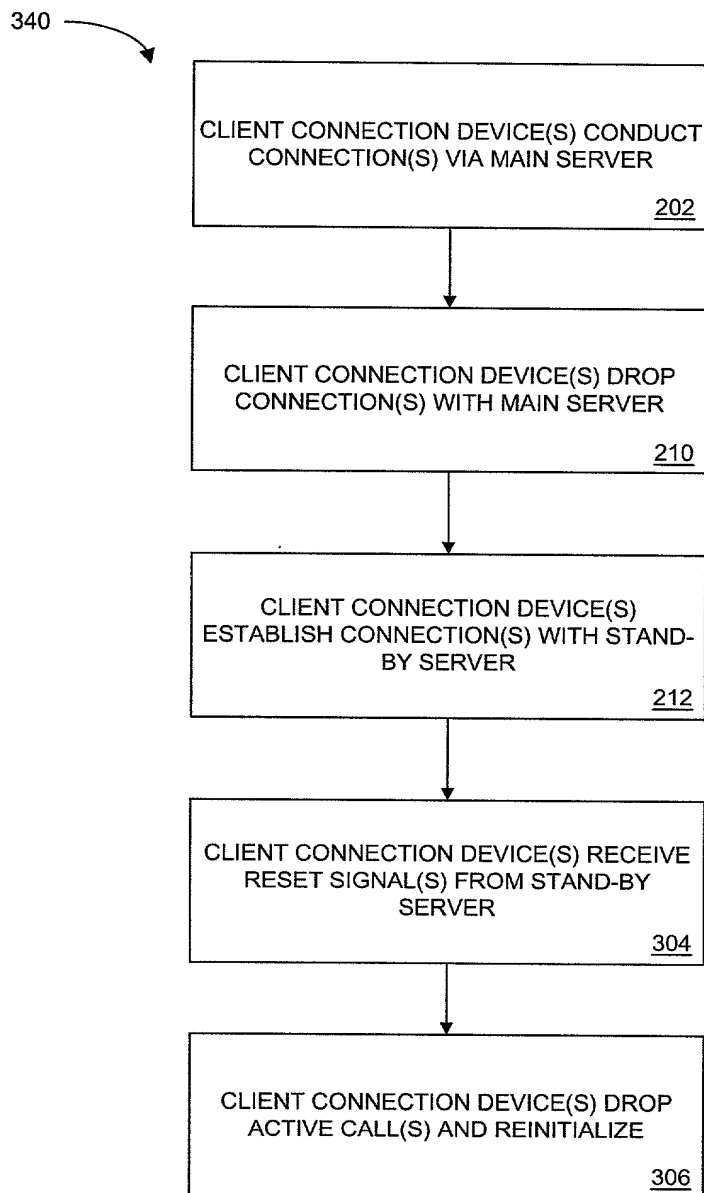 340
CLIENT CONNECTION DEVICE(S) CONDUCT
CONNECTION(S) VIA MAIN SERVER
202
CLIENT CONNECTION DEVICE(S) DROP
CONNECTION(S) WITH MAIN SERVER
210
CLIENT CONNECTION DEVICE(S)
ESTABLISH CONNECTION(S) WITH STAND-
BY SERVER
212
CLIENT CONNECTION DEVICE(S) RECEIVE
RESET SIGNAL(S) FROM STAND-BY
SERVER
304
CLIENT CONNECTION DEVICE(S) DROP
ACTIVE CALL(S) AND REINITIALIZE
306